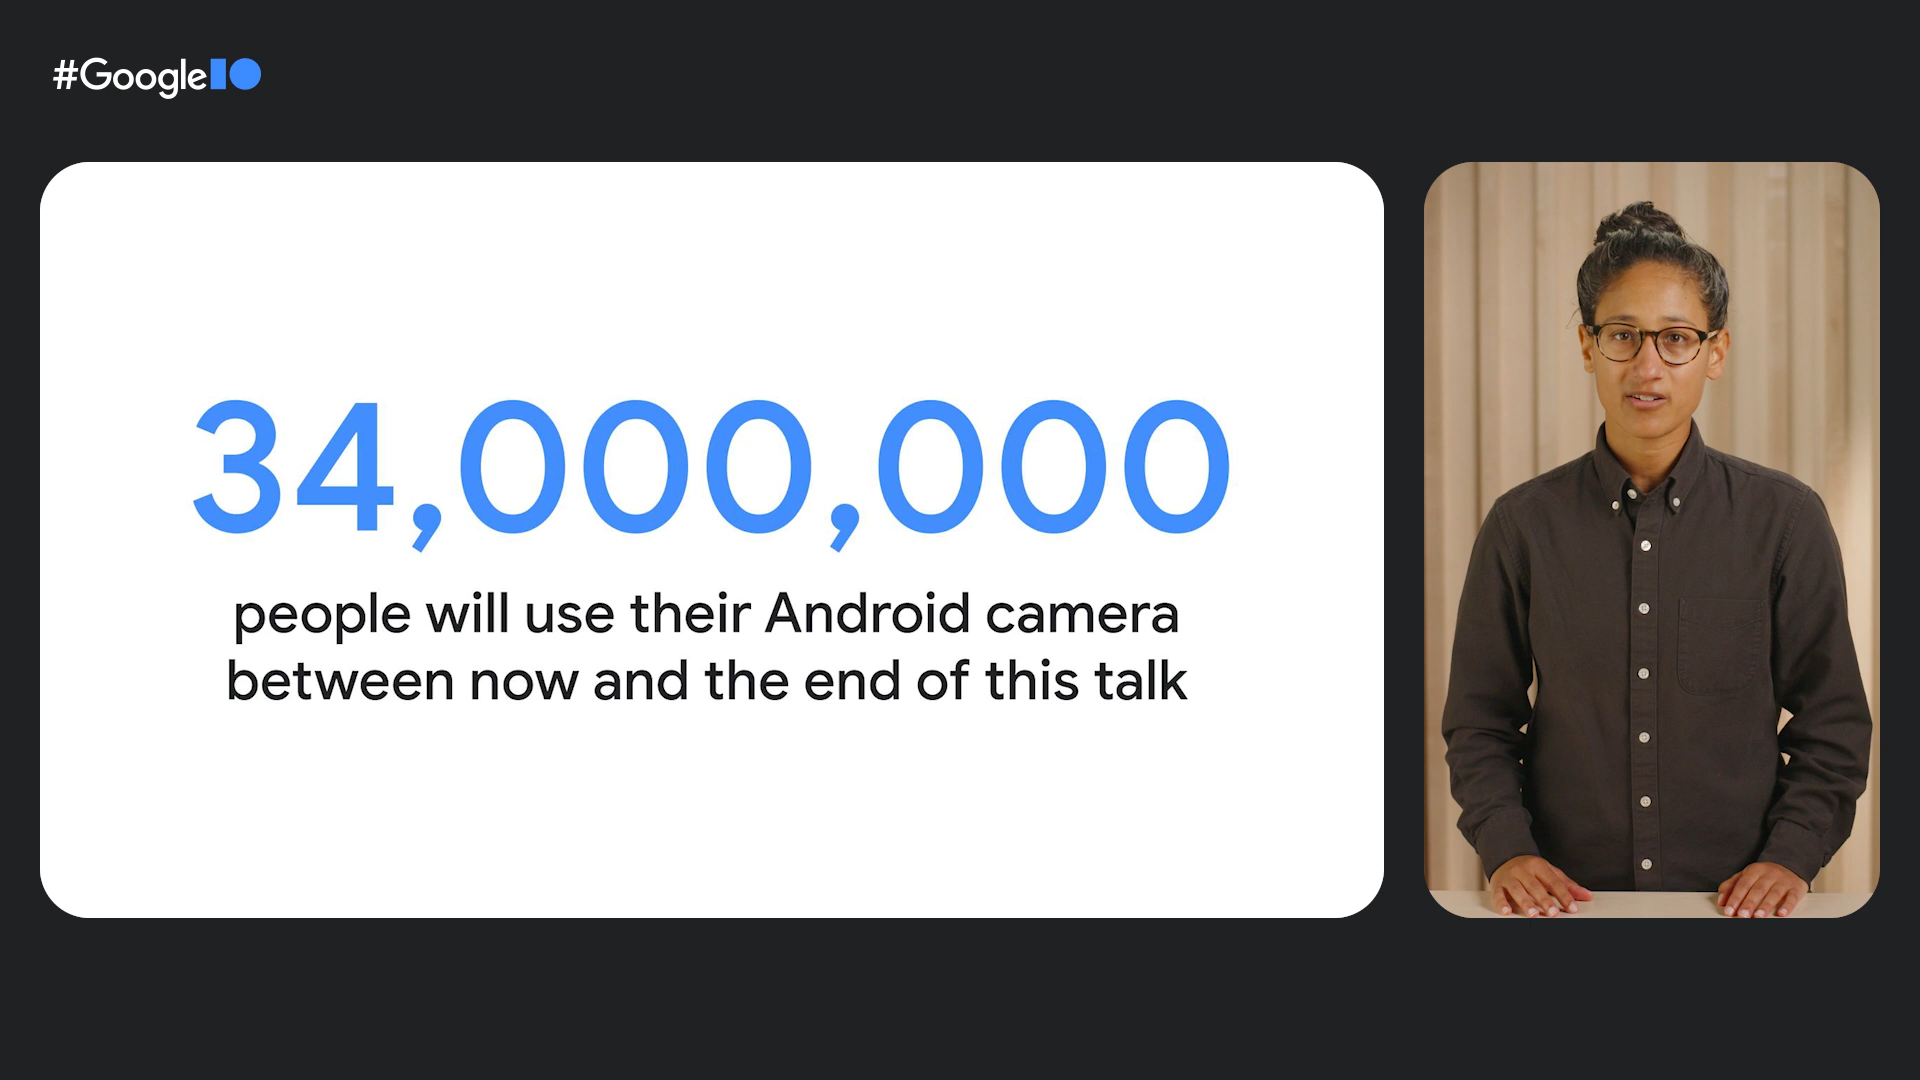 #GoogleIO
34,000,000
people will use their Android camera
between now and the end of this talk